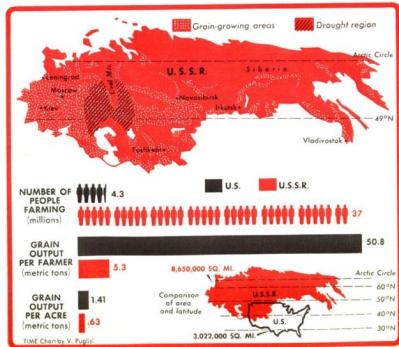 Grain-growing areas
Drought region
Arctic Circle
Leningrad
Moscow
Kiev
Ural Mts.
U.S.S.R.
Siberia
Novosibirsk
Irkutsk
49°N
Tashkent
Vladivostok
NUMBER OF
PEOPLE
FARMING
(millions)
4.3
U.S.
U.S.S.R.
37
GRAIN
OUTPUT
PER FARMER
(metric tons)
50.8
5.3
GRAIN
OUTPUT
PER ACRE
(metric tons)
1.41
.63
8,650,000 SQ. MI.
Comparison
of area
and latitude
Arctic Circle
60°N
50°N
40°N
30°N
U.S.S.R.
U.S.
3,022,000 SQ. MI.
TIME Chart by V. Puglisi